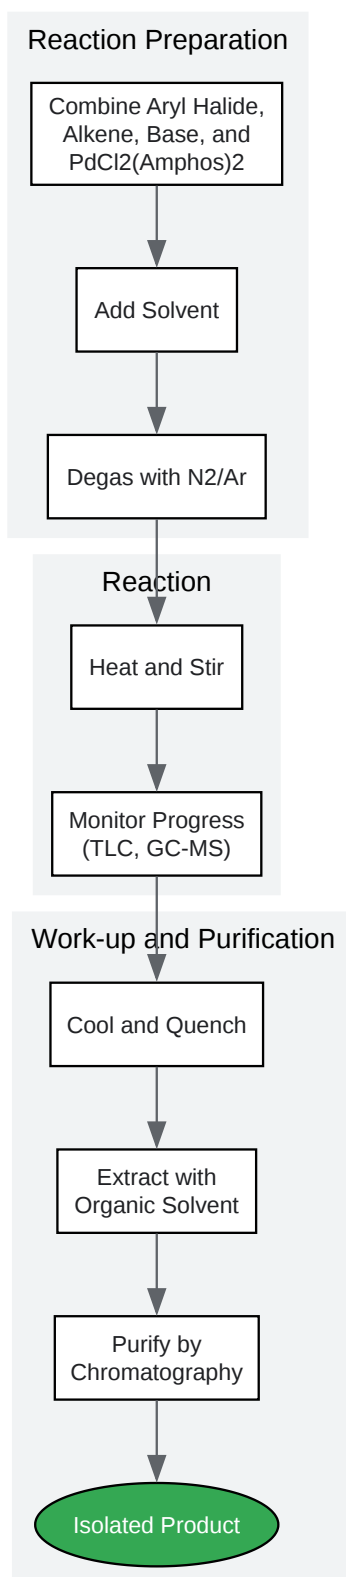 Reaction Preparation
Combine Aryl Halide,
Alkene, Base, and
PdCl2(Amphos)2
Add Solvent
Degas with N2/Ar
Reaction
Heat and Stir
Monitor Progress
(TLC, GC-MS)
Work-up and Purification
Cool and Quench
Extract with
Organic Solvent
Purify by
Chromatography
Isolated Product